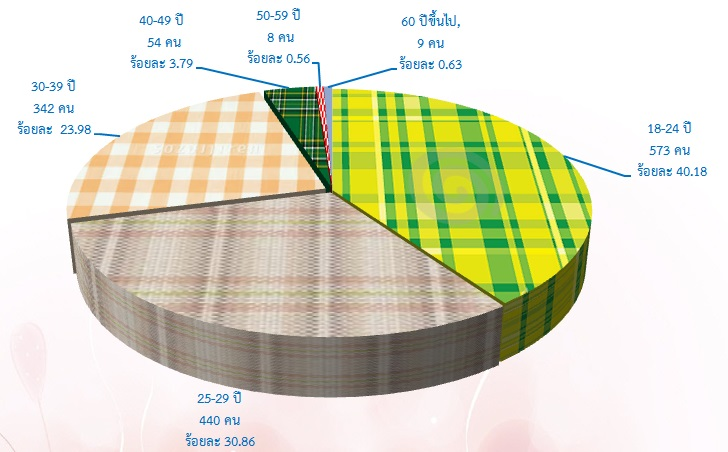 50-59 ปี
8 คน
ร้อยละ 0.56
40-49 ปี
54 คน
ร้อยละ 3.79
60 ปีขึ้นไป,
9 คน
ร้อยละ 0.63
30-39 ปี
342 คน
ร้อยละ 23.98
18-24 ปี
573 คน
ร้อยละ 40.18
25-29 ปี
440 คน
ร้อยละ 30.86